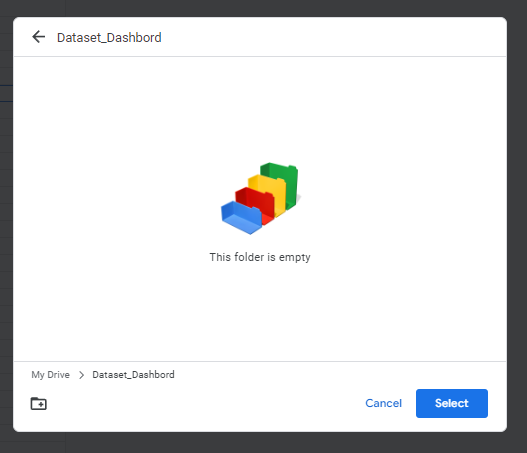 Dataset_Dashbord
This folder is empty
My Drive > Dataset_Dashbord
Cancel Select